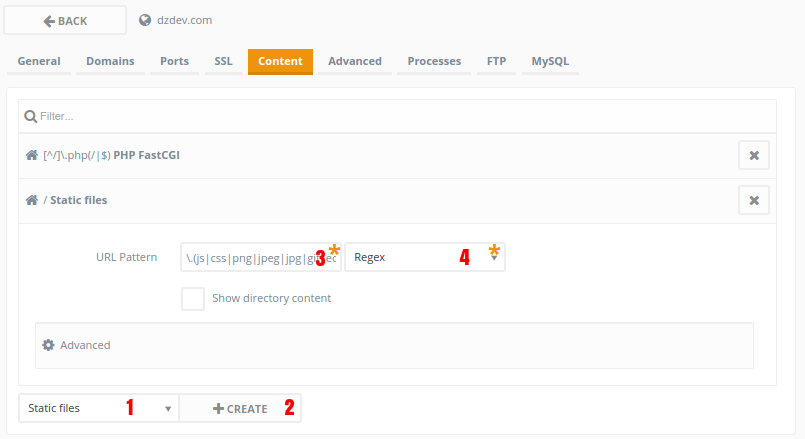 BACK
dzdev.com
General Domains Ports SSL Content Advanced Processes FTP MySQL
Filter...
[^/]\.php(/|$) PHP FastCGI
/ Static files
URL Pattern \.(js|css|png|jpeg|jpg|gif 3 * Regex 4 *
Show directory content
Advanced
Static files 1 CREATE 2